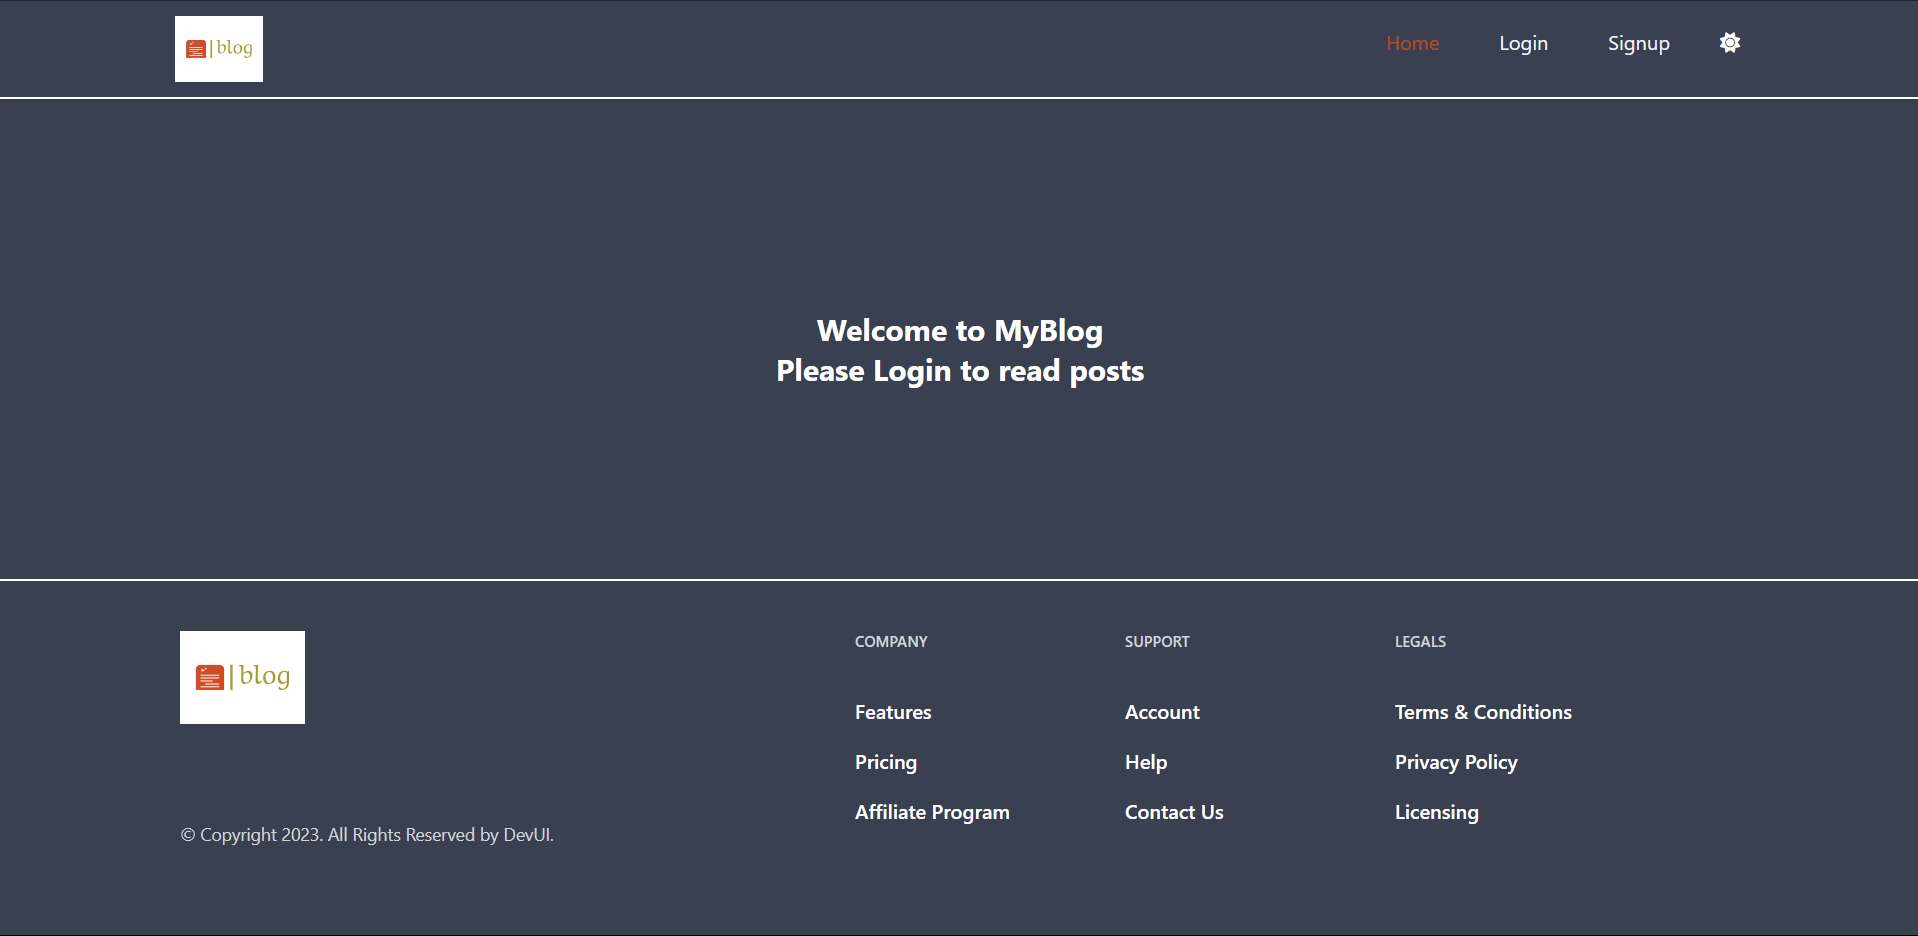 |blog
Home
Login
Signup
Welcome to MyBlog
Please Login to read posts
|blog
© Copyright 2023. All Rights Reserved by DevUI.
COMPANY
Features
Pricing
Affiliate Program
SUPPORT
Account
Help
Contact Us
LEGALS
Terms & Conditions
Privacy Policy
Licensing